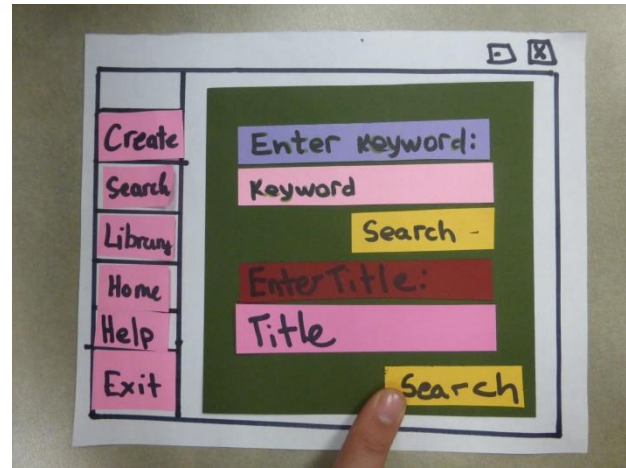 Create
Search
Library
Home
Help
Exit
Enter keyword:
Keyword
Search -
Enter Title:
Title
Search